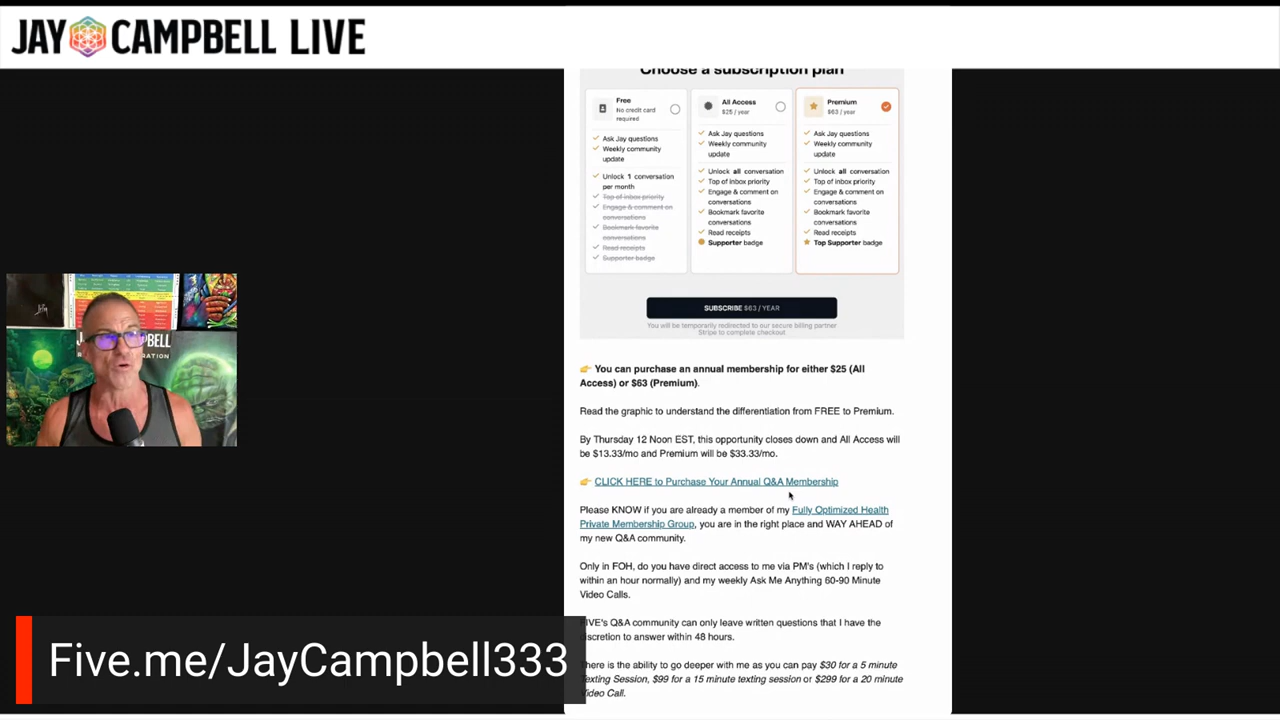 JAY CAMPBELL LIVE
Choose a subscription plan
Free
No credit card
required
Ask Jay questions
Weekly community
update
Unlock 1 conversation
per month
Top of inbox priority
Engage & comment on
conversations
Bookmark favorite
conversations
Read receipts
Supporter badge
All Access
$25 / year
Ask Jay questions
Weekly community
update
Unlock all conversation
Top of inbox priority
Engage & comment on
conversations
Bookmark favorite
conversations
Read receipts
Supporter badge
Premium
$63 / year
Ask Jay questions
Weekly community
update
Unlock all conversation
Top of inbox priority
Engage & comment on
conversations
Bookmark favorite
conversations
Read receipts
Top Supporter badge
SUBSCRIBE $63 / YEAR
You will be temporarily redirected to our secure billing partner
Stripe to complete checkout
👉 You can purchase an annual membership for either $25 (All
Access) or $63 (Premium).
Read the graphic to understand the differentiation from FREE to Premium.
By Thursday 12 Noon EST, this opportunity closes down and All Access will
be $13.33/mo and Premium will be $33.33/mo.
👉 CLICK HERE to Purchase Your Annual Q&A Membership
Please KNOW if you are already a member of my Fully Optimized Health
Private Membership Group, you are in the right place and WAY AHEAD of
my new Q&A community.
Only in FOH, do you have direct access to me via PM's (which I reply to
within an hour normally) and my weekly Ask Me Anything 60-90 Minute
Video Calls.
FIVE's Q&A community can only leave written questions that I have the
discretion to answer within 48 hours.
There is the ability to go deeper with me as you can pay $30 for a 5 minute
Texting Session, $99 for a 15 minute texting session or $299 for a 20 minute
Video Call.
Five.me/JayCampbell333